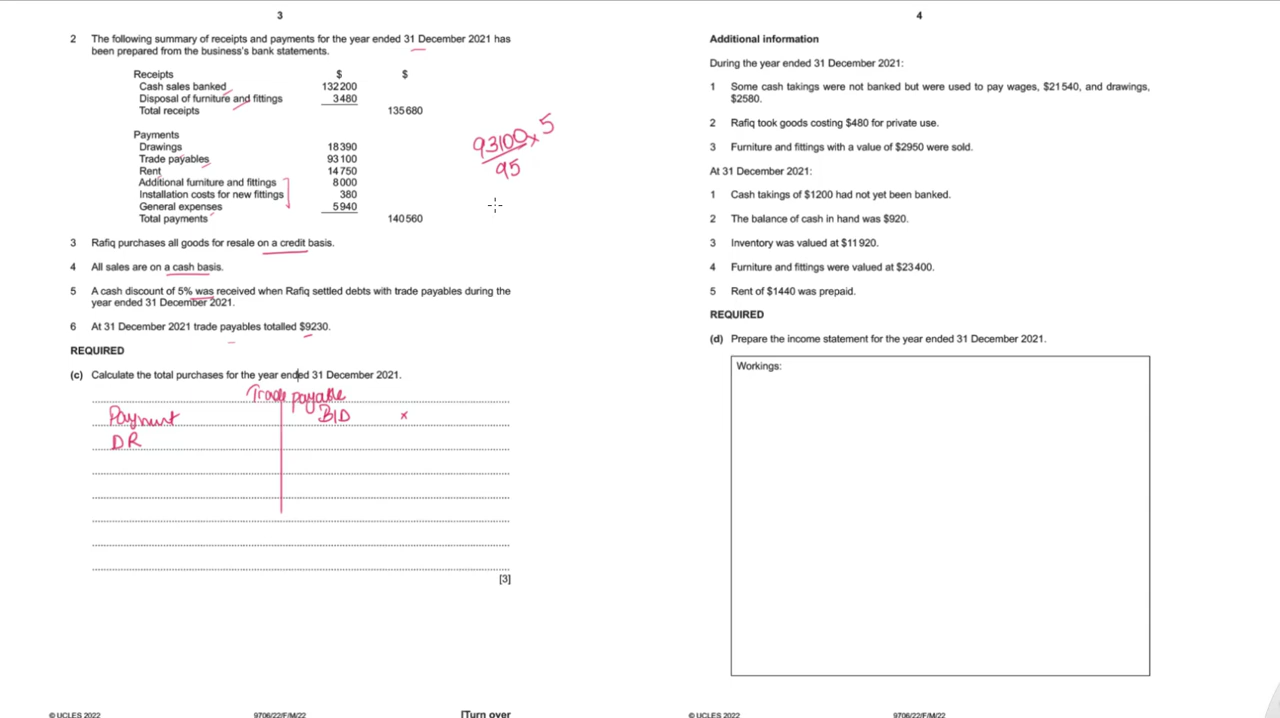 3
2 The following summary of receipts and payments for the year ended 31 December 2021 has
been prepared from the business's bank statements.
Receipts $ $
Cash sales banked 132 200
Disposal of furniture and fittings 3 480
Total receipts 135 680
Payments
Drawings 18 390
Trade payables 93 100
Rent 14 750
Additional furniture and fittings 8 000
Installation costs for new fittings 380
General expenses 5 940
Total payments 140 560
93100 x 5
95
3 Rafiq purchases all goods for resale on a credit basis.
4 All sales are on a cash basis.
5 A cash discount of 5% was received when Rafiq settled debts with trade payables during the
year ended 31 December 2021.
6 At 31 December 2021 trade payables totalled $9230.
REQUIRED
(c) Calculate the total purchases for the year ended 31 December 2021.
Trade payable
Payment B/D x
DR
[3]
© UCLES 2022 9706/22/F/M/22 [Turn over
4
Additional information
During the year ended 31 December 2021:
1 Some cash takings were not banked but were used to pay wages, $21 540, and drawings,
$2580.
2 Rafiq took goods costing $480 for private use.
3 Furniture and fittings with a value of $2950 were sold.
At 31 December 2021:
1 Cash takings of $1200 had not yet been banked.
2 The balance of cash in hand was $920.
3 Inventory was valued at $11 920.
4 Furniture and fittings were valued at $23 400.
5 Rent of $1440 was prepaid.
REQUIRED
(d) Prepare the income statement for the year ended 31 December 2021.
Workings:
© UCLES 2022 9706/22/F/M/22